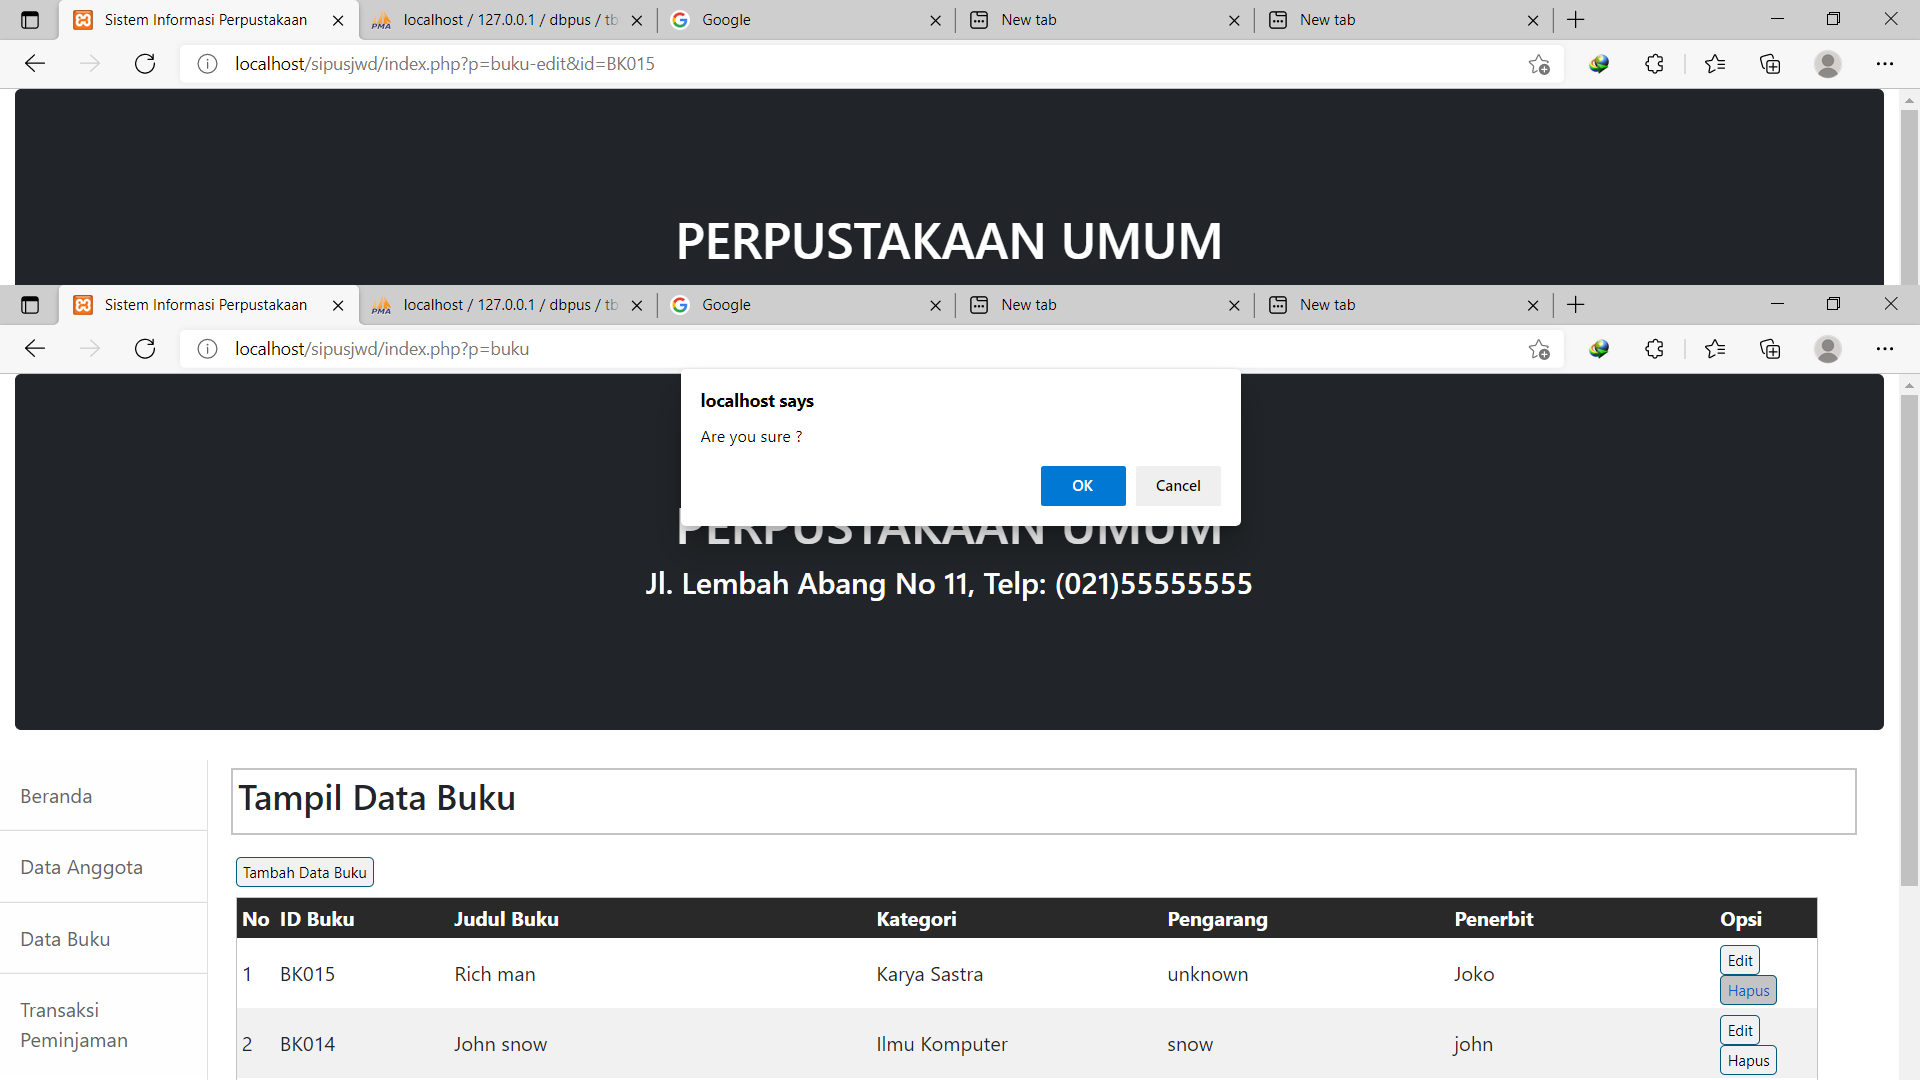 Sistem Informasi Perpustakaan
localhost / 127.0.0.1 / dbpus / tb
Google
New tab
New tab
localhost/sipusjwd/index.php?p=buku-edit&id=BK015
PERPUSTAKAAN UMUM
Sistem Informasi Perpustakaan
localhost / 127.0.0.1 / dbpus / tb
Google
New tab
New tab
localhost/sipusjwd/index.php?p=buku
localhost says
Are you sure ?
OK Cancel
PERPUSTAKAAN UMUM
Jl. Lembah Abang No 11, Telp: (021)55555555
Beranda
Data Anggota
Data Buku
Transaksi
Peminjaman
Tampil Data Buku
Tambah Data Buku
No ID Buku Judul Buku Kategori Pengarang Penerbit Opsi
1 BK015 Rich man Karya Sastra unknown Joko Edit
Hapus
2 BK014 John snow Ilmu Komputer snow john Edit
Hapus